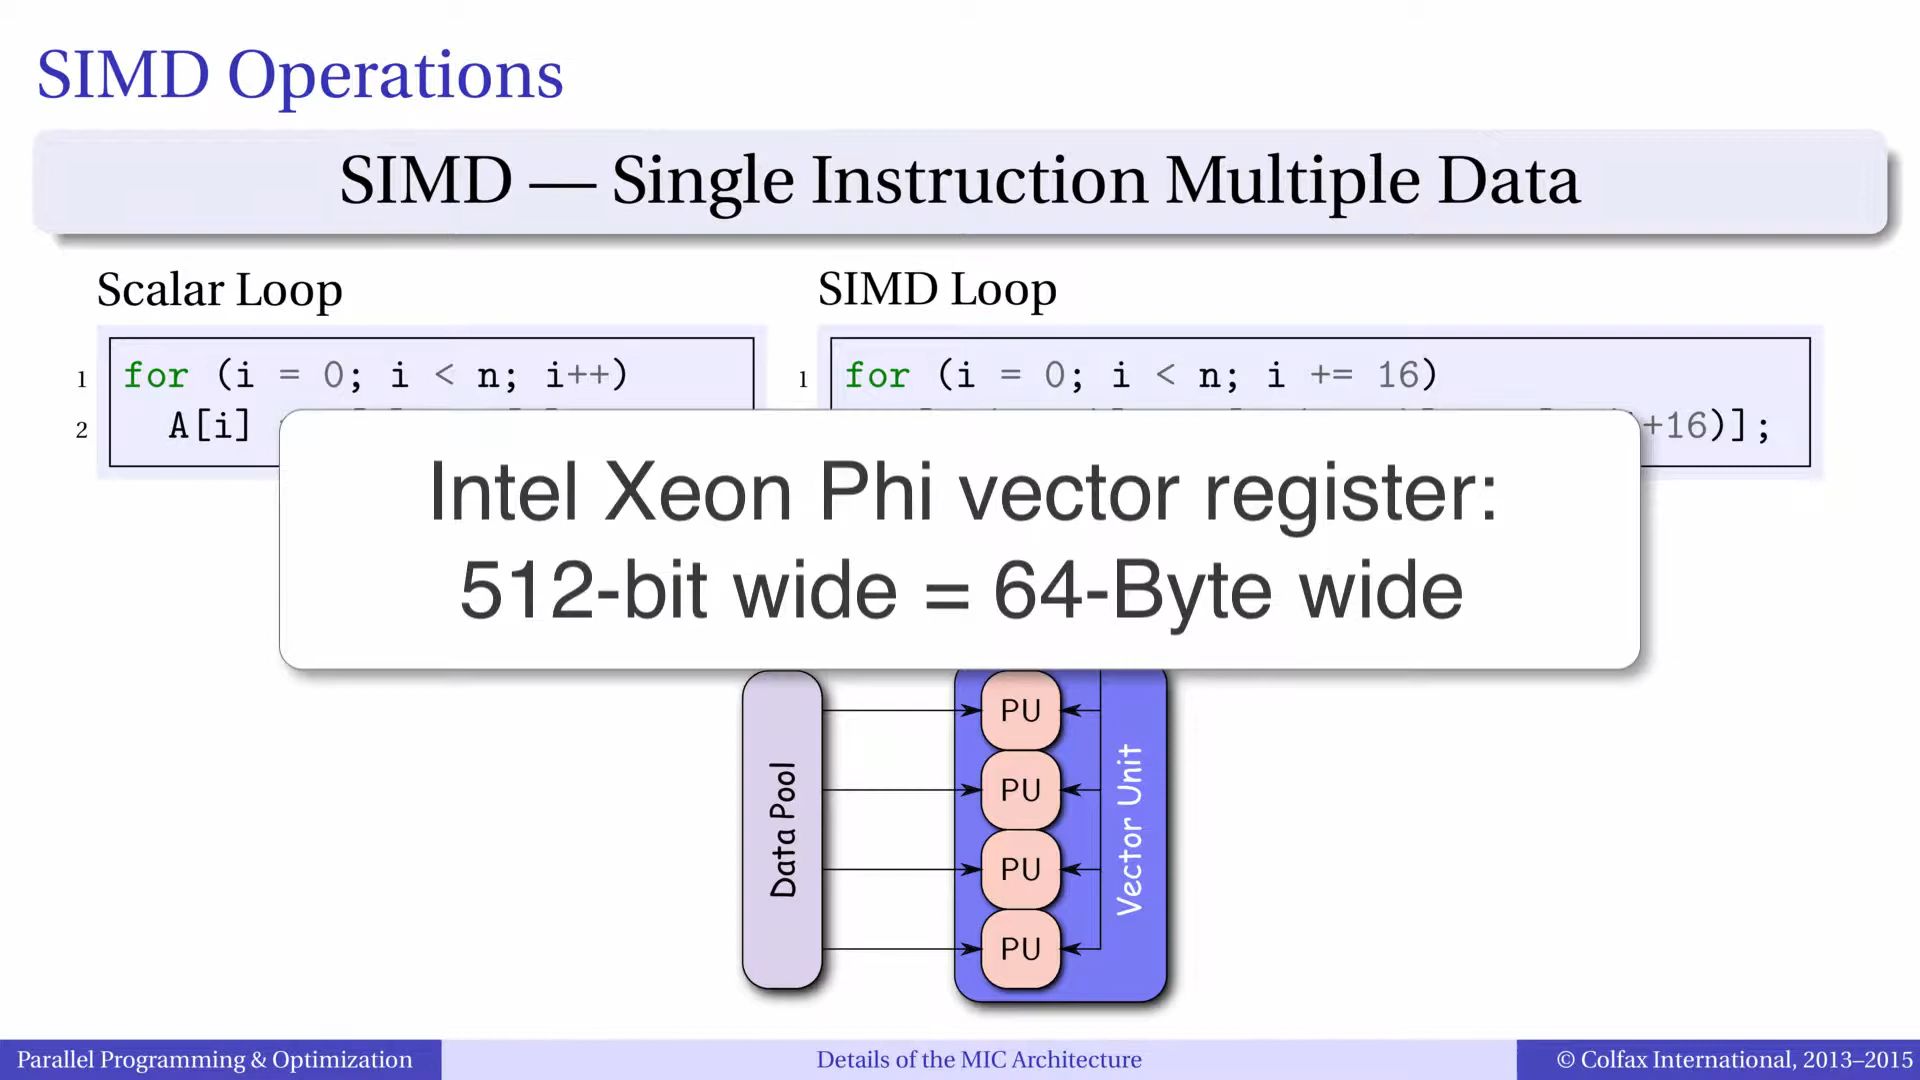 SIMD Operations
SIMD — Single Instruction Multiple Data
Scalar Loop
1 for (i = 0; i < n; i++)
2 A[i]
SIMD Loop
1 for (i = 0; i < n; i += 16)
+16)];
Intel Xeon Phi vector register:
512-bit wide = 64-Byte wide
Data Pool
PU
PU
PU
PU
Vector Unit
Parallel Programming & Optimization
Details of the MIC Architecture
© Colfax International, 2013–2015